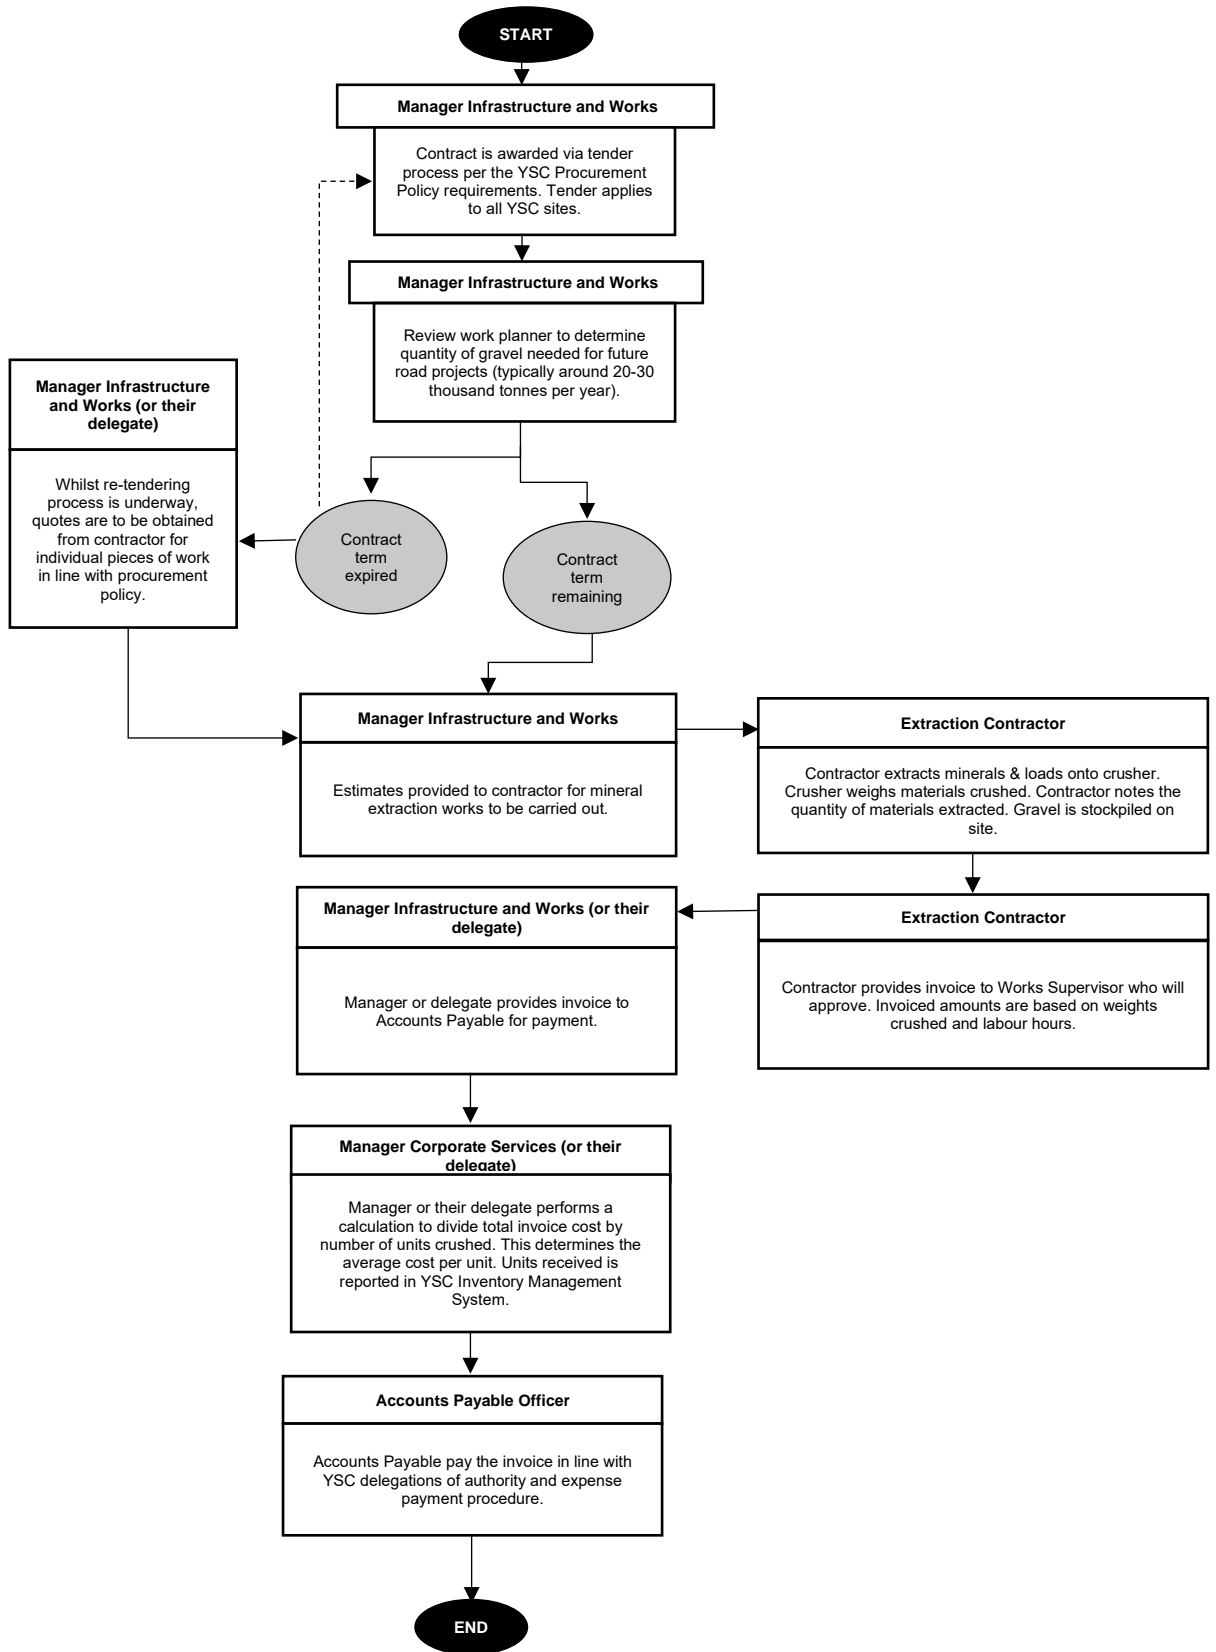 START
Manager Infrastructure and Works
Contract is awarded via tender
process per the YSC Procurement
Policy requirements. Tender applies
to all YSC sites.
Manager Infrastructure and Works
Review work planner to determine
quantity of gravel needed for future
road projects (typically around 20-30
thousand tonnes per year).
Manager Infrastructure
and Works (or their
delegate)
Whilst re-tendering
process is underway,
quotes are to be obtained
from contractor for
individual pieces of work
in line with procurement
policy.
Contract
term
expired
Contract
term
remaining
Manager Infrastructure and Works
Estimates provided to contractor for mineral
extraction works to be carried out.
Extraction Contractor
Contractor extracts minerals & loads onto crusher.
Crusher weighs materials crushed. Contractor notes the
quantity of materials extracted. Gravel is stockpiled on
site.
Extraction Contractor
Contractor provides invoice to Works Supervisor who will
approve. Invoiced amounts are based on weights
crushed and labour hours.
Manager Infrastructure and Works (or their
delegate)
Manager or delegate provides invoice to
Accounts Payable for payment.
Manager Corporate Services (or their
delegate)
Manager or their delegate performs a
calculation to divide total invoice cost by
number of units crushed. This determines the
average cost per unit. Units received is
reported in YSC Inventory Management
System.
Accounts Payable Officer
Accounts Payable pay the invoice in line with
YSC delegations of authority and expense
payment procedure.
END